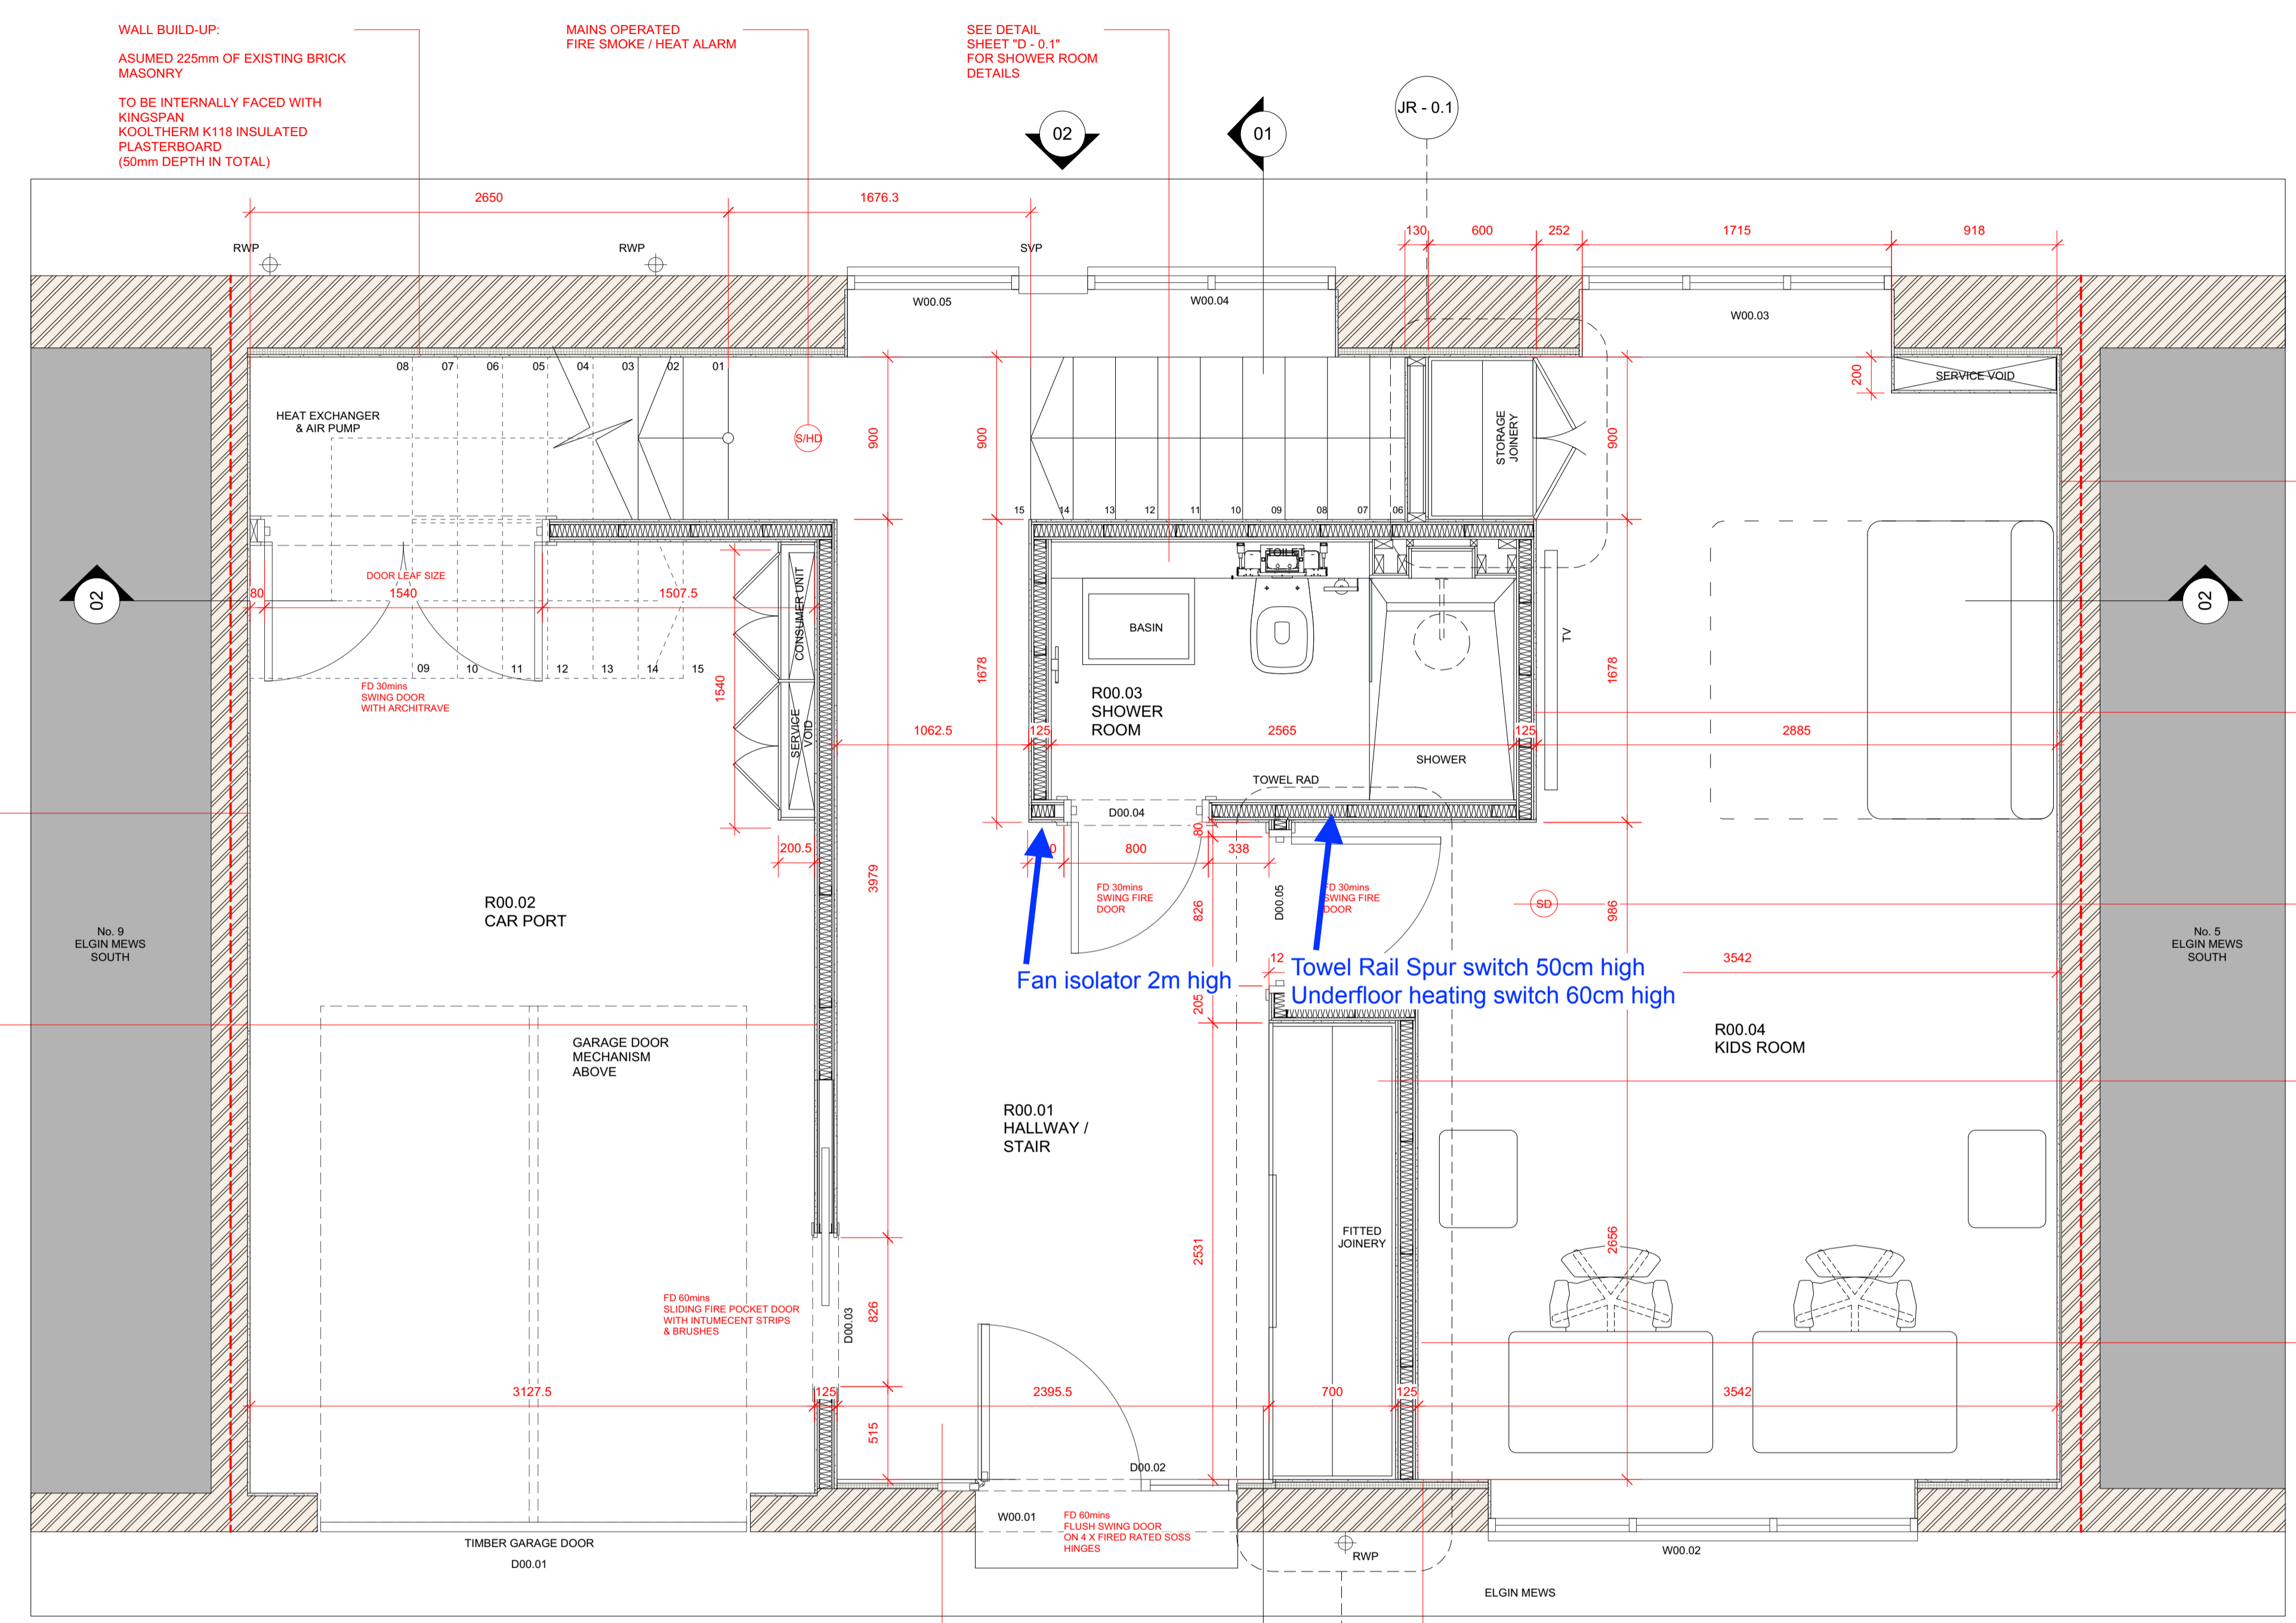 WALL BUILD-UP:
ASUMED 225mm OF EXISTING BRICK
MASONRY
TO BE INTERNALLY FACED WITH
KINGSPAN
KOOLTHERM K118 INSULATED
PLASTERBOARD
(50mm DEPTH IN TOTAL)
MAINS OPERATED
FIRE SMOKE / HEAT ALARM
SEE DETAIL
SHEET "D - 0.1"
FOR SHOWER ROOM
DETAILS
02
01
JR - 0.1
2650
1676.3
130
600
252
1715
918
RWP
RWP
SVP
W00.05
W00.04
W00.03
08
07
06
05
04
03
02
01
HEAT EXCHANGER
& AIR PUMP
S/HD
900
900
STORAGE
JOINERY
900
200
SERVICE VOID
15
14
13
12
11
10
09
08
07
06
TOILET
02
DOOR LEAF SIZE
80
1540
1507.5
CONSUMER UNIT
BASIN
TV
02
09
10
11
12
13
14
15
FD 30mins
SWING DOOR
WITH ARCHITRAVE
1540
SERVICE
VOID
1678
R00.03
SHOWER
ROOM
1678
1062.5
125
2565
125
2885
SHOWER
TOWEL RAD
D00.04
80
200.5
800
338
3979
FD 30mins
SWING FIRE
DOOR
826
D00.05
FD 30mins
SWING FIRE
DOOR
SD
986
R00.02
CAR PORT
No. 9
ELGIN MEWS
SOUTH
No. 5
ELGIN MEWS
SOUTH
Fan isolator 2m high
12
Towel Rail Spur switch 50cm high
Underfloor heating switch 60cm high
3542
205
GARAGE DOOR
MECHANISM
ABOVE
R00.04
KIDS ROOM
R00.01
HALLWAY /
STAIR
FITTED
JOINERY
2531
2656
FD 60mins
SLIDING FIRE POCKET DOOR
WITH INTUMECENT STRIPS
& BRUSHES
D00.03
826
3127.5
125
2395.5
700
125
3542
515
D00.02
W00.01
FD 60mins
FLUSH SWING DOOR
ON 4 X FIRED RATED SOSS
HINGES
RWP
W00.02
TIMBER GARAGE DOOR
D00.01
ELGIN MEWS